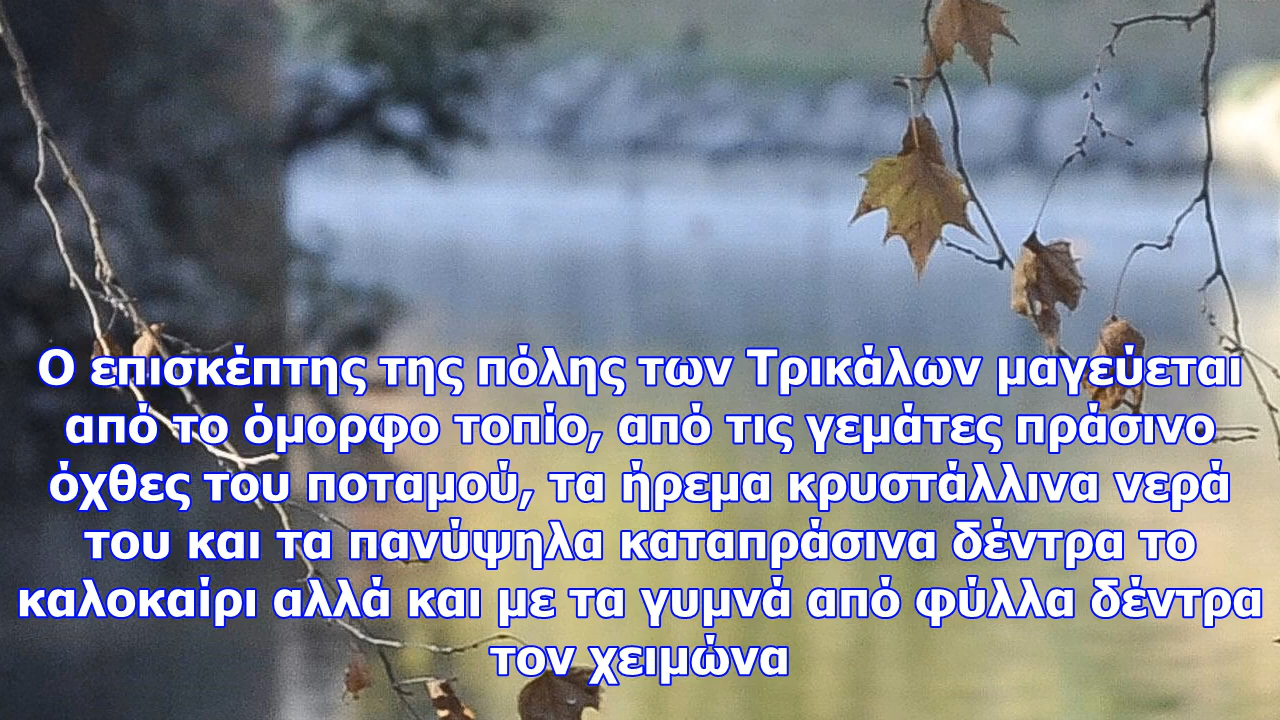 Ο επισκέπτης της πόλης των Τρικάλων μαγεύεται
από το όμορφο τοπίο, από τις γεμάτες πράσινο
όχθες του ποταμού, τα ήρεμα κρυστάλλινα νερά
του και τα πανύψηλα καταπράσινα δέντρα το
καλοκαίρι αλλά και με τα γυμνά από φύλλα δέντρα
τον χειμώνα